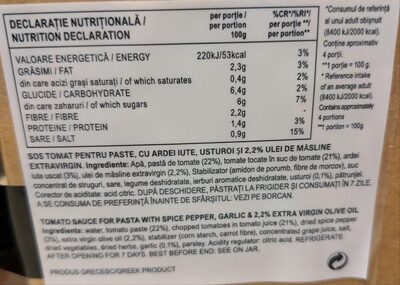 DECLARAȚIE NUTRIȚIONALĂ/
NUTRITION DECLARATION
per porție /
per portion
100g
%CR*/%RI*/
per porție **/
per portion **
VALOARE ENERGETICĂ / ENERGY 220kJ/53kcal 3%
GRĂSIMI / FAT 2,3g 3%
din care acizi grași saturați / of which saturates 0,4g 2%
GLUCIDE / CARBOHYDRATE 6,4g 2%
din care zaharuri / of which sugars 6g 7%
FIBRE / FIBRE 2,2g
PROTEINE / PROTEIN 1,4g 3%
SARE / SALT 0,9g 15%
*Consumul de referință
al unui adult obișnuit
(8400 kJ/2000 kcal).
Conține aproximativ
4 porții.
**1 porție = 100 g.
* Reference intake
of an average adult
(8400 kJ/2000 kcal).
Contains approximately
4 portions
**1 portion = 100g
SOS TOMAT PENTRU PASTE, CU ARDEI IUTE, USTUROI ȘI 2,2% ULEI DE MĂSLINE
EXTRAVIRGIN. Ingrediente: Apă, pastă de tomate (22%), tomate tocate în suc de tomate (21%), ardei
iute uscat (3%), ulei de măsline extravirgin (2,2%), Stabilizator (amidon de porumb, fibre de morcov), suc
concentrat de struguri, sare, legume deshidratate, ierburi aromatice deshidratate, usturoi (0,1%), pătrunjel.
Corector de aciditate: acid citric. DUPĂ DESCHIDERE, PĂSTRAȚI LA FRIGIDER ȘI CONSUMAȚI ÎN 7 ZILE.
A SE CONSUMA DE PREFERINȚĂ ÎNAINTE DE SFÂRȘITUL: VEZI PE BORCAN.
TOMATO SAUCE FOR PASTA WITH SPICE PEPPER, GARLIC & 2,2% EXTRA VIRGIN OLIVE OIL
Ingredients: water, tomato paste (22%), chopped tomatoes in tomato juice (21%), dried spice pepper
(3%), extra virgin olive oil (2,2%), stabilizer (corn starch, carrot fibre), concentrated grape juice, salt,
dried vegetables, dried herbs, garlic (0,1%), parsley. Acidity regulator: citric acid. REFRIGERATE
AFTER OPENING FOR 7 DAYS. BEST BEFORE END: SEE ON JAR.
PRODUS GRECESC/GREEK PRODUCT